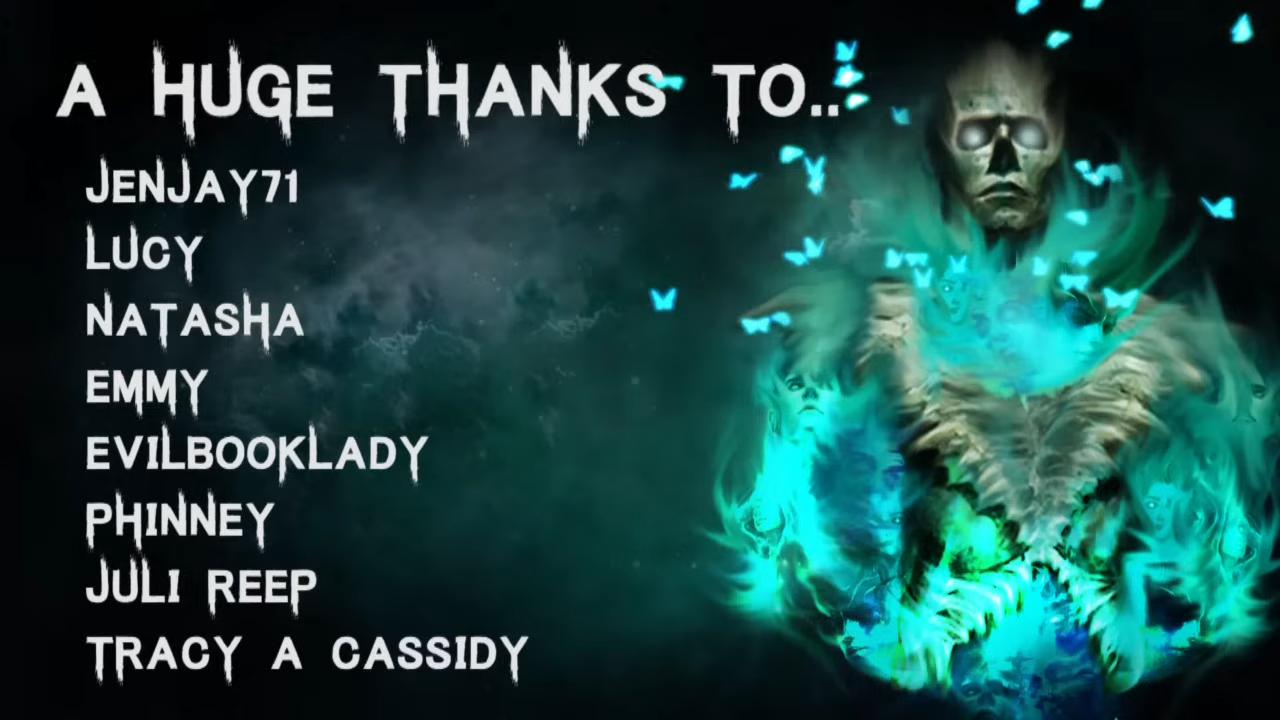 A HUGE THANKS TO..
JENJAY71
LUCY
NATASHA
EMMY
EVILBOOKLADY
PHINNEY
JULI REEP
TRACY A CASSIDY